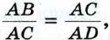 AB/AC = AC/AD,